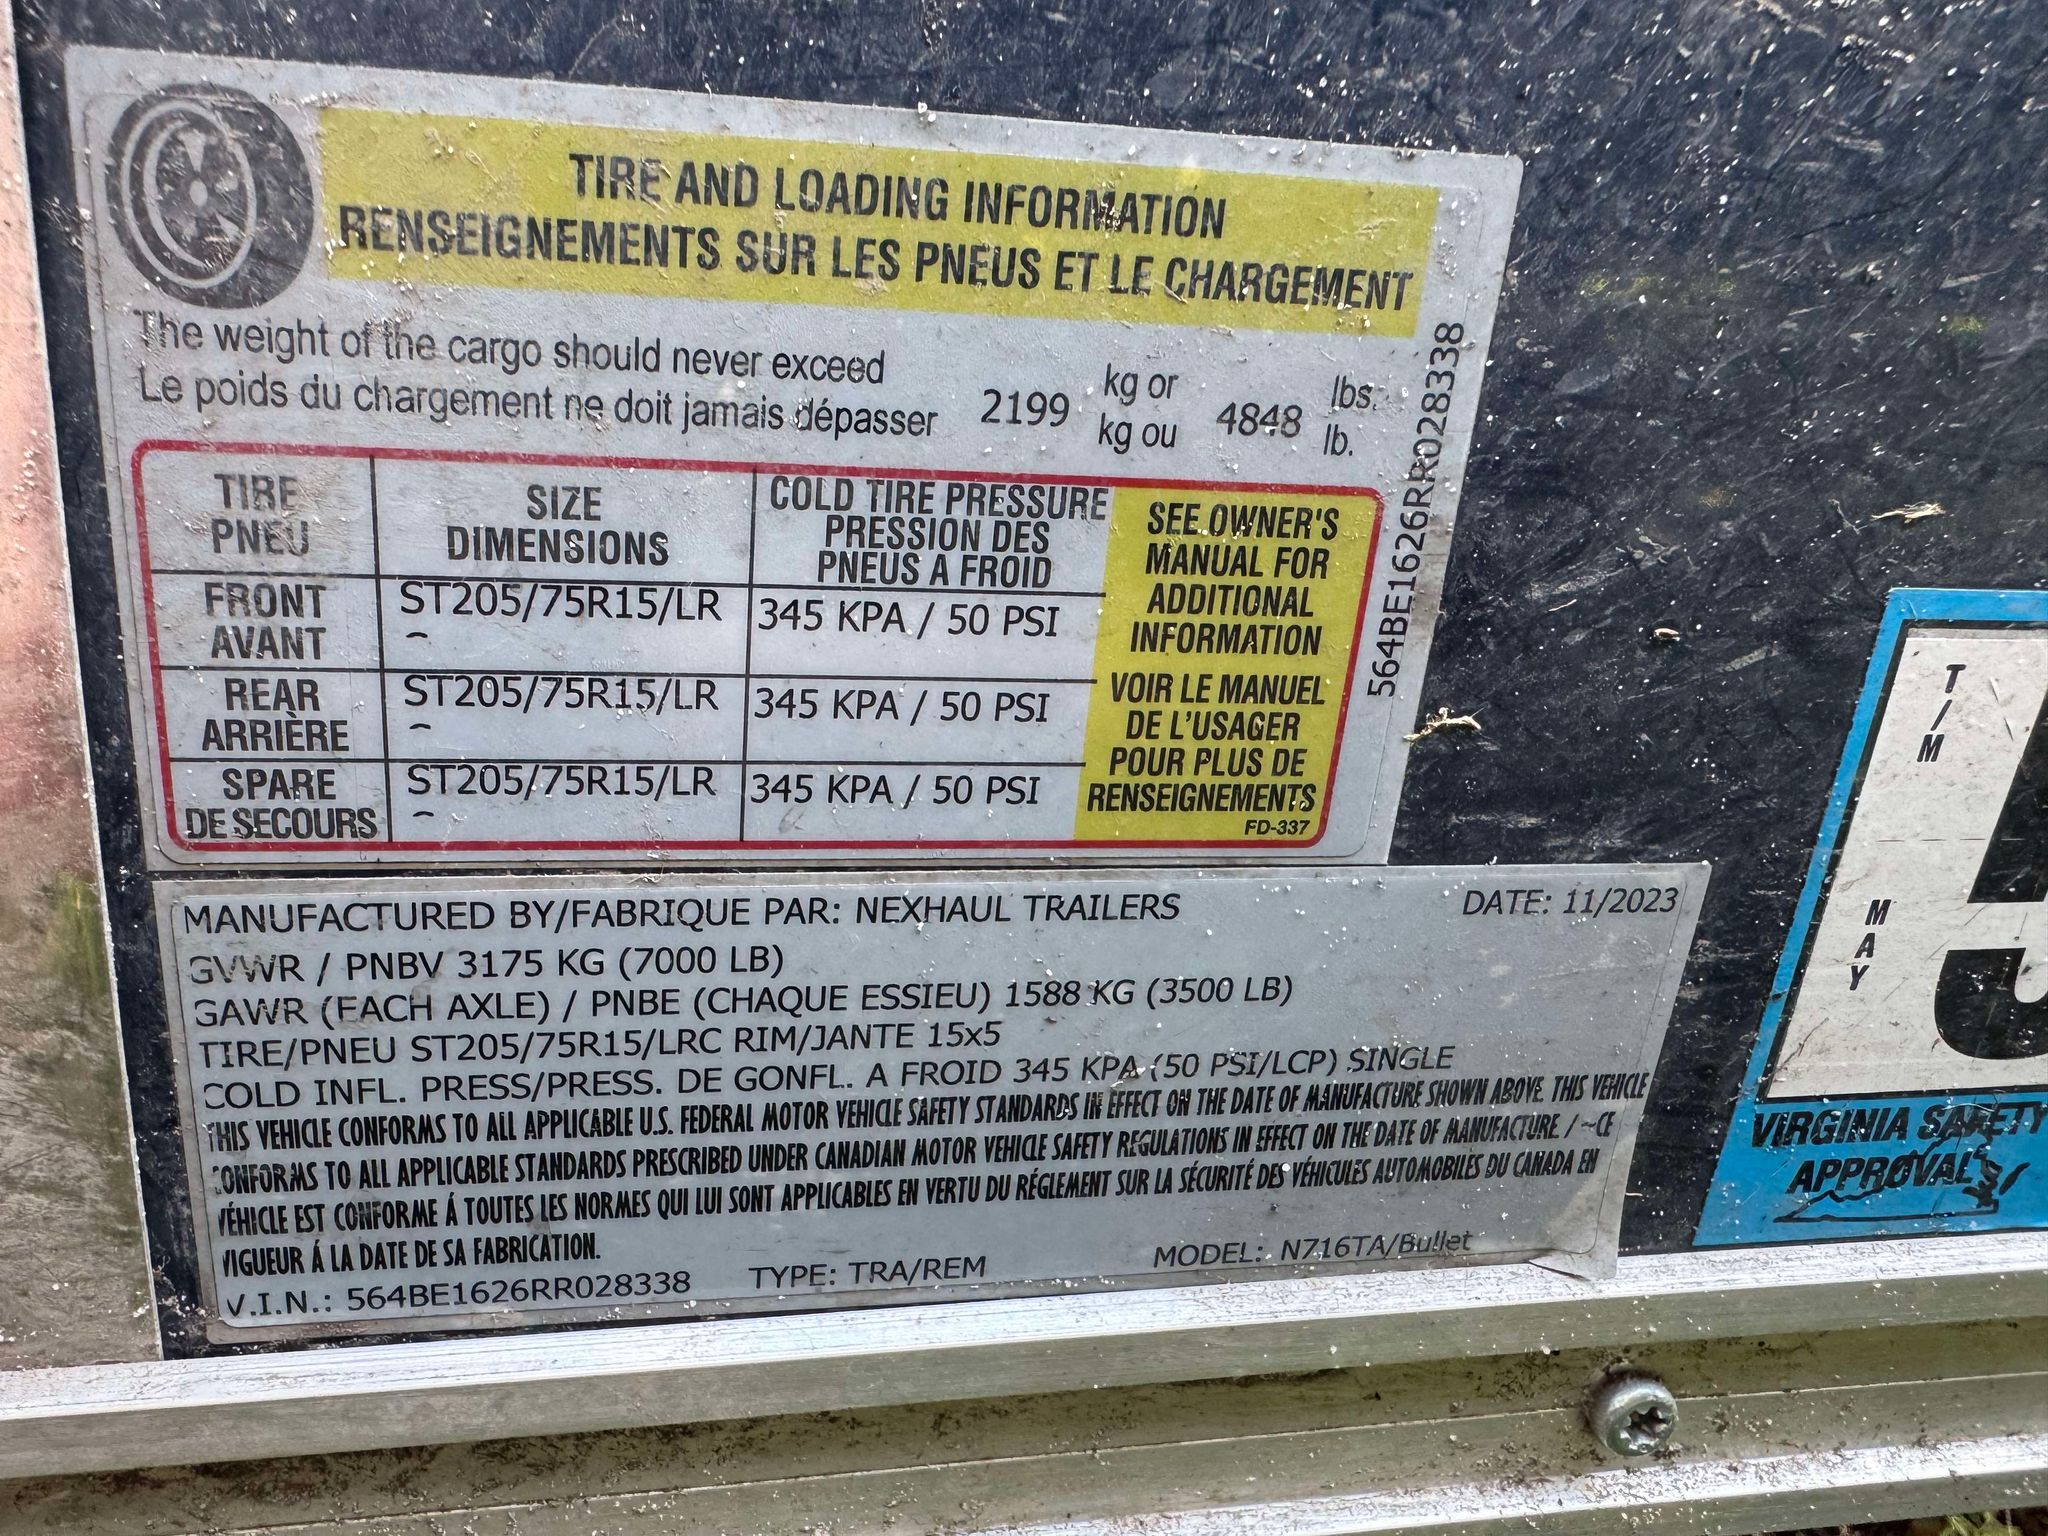 TIRE AND LOADING INFORMATION
RENSEIGNEMENTS SUR LES PNEUS ET LE CHARGEMENT
The weight of the cargo should never exceed
Le poids du chargement ne doit jamais dépasser
2199
kg or
kg ou
4848
lbs.
lb.
564BE1626RR028338
TIRE
PNEU
SIZE
DIMENSIONS
COLD TIRE PRESSURE
PRESSION DES
PNEUS A FROID
FRONT
AVANT
ST205/75R15/LR
~
345 KPA / 50 PSI
REAR
ARRIÈRE
ST205/75R15/LR
~
345 KPA / 50 PSI
SPARE
DE SECOURS
ST205/75R15/LR
~
345 KPA / 50 PSI
SEE OWNER'S
MANUAL FOR
ADDITIONAL
INFORMATION
VOIR LE MANUEL
DE L'USAGER
POUR PLUS DE
RENSEIGNEMENTS
FD-337
MANUFACTURED BY/FABRIQUE PAR: NEXHAUL TRAILERS DATE: 11/2023
GVWR / PNBV 3175 KG (7000 LB)
GAWR (EACH AXLE) / PNBE (CHAQUE ESSIEU) 1588 KG (3500 LB)
TIRE/PNEU ST205/75R15/LRC RIM/JANTE 15x5
COLD INFL. PRESS/PRESS. DE GONFL. A FROID 345 KPA (50 PSI/LCP) SINGLE
THIS VEHICLE CONFORMS TO ALL APPLICABLE U.S. FEDERAL MOTOR VEHICLE SAFETY STANDARDS IN EFFECT ON THE DATE OF MANUFACTURE SHOWN ABOVE. THIS VEHICLE
CONFORMS TO ALL APPLICABLE STANDARDS PRESCRIBED UNDER CANADIAN MOTOR VEHICLE SAFETY REGULATIONS IN EFFECT ON THE DATE OF MANUFACTURE / ~CE
VÉHICLE EST CONFORME Á TOUTES LES NORMES QUI LUI SONT APPLICABLES EN VERTU DU RÉGLEMENT SUR LA SÉCURITÉ DES VÉHICULES AUTOMOBILES DU CANADA EN
VIGUEUR Á LA DATE DE SA FABRICATION.
V.I.N.: 564BE1626RR028338 TYPE: TRA/REM MODEL: N716TA/Bullet
T/M
MAY
5
VIRGINIA SAFETY
APPROVAL